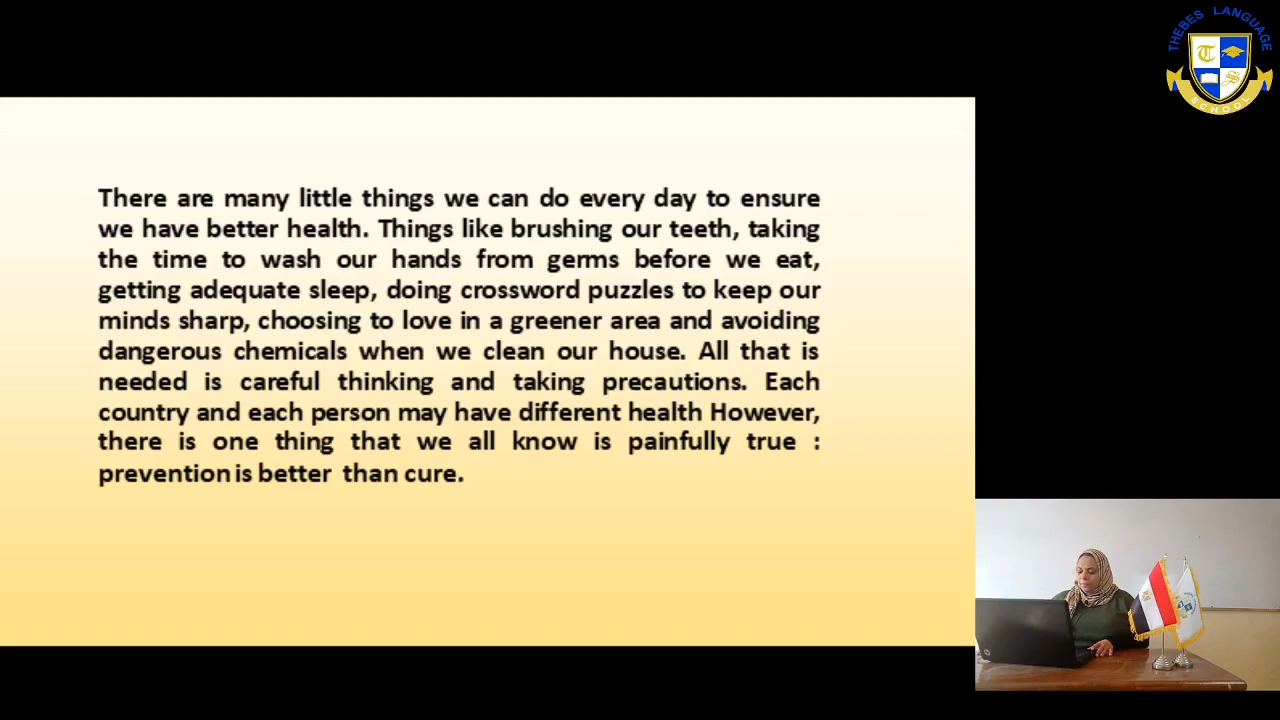 THEBES LANGUAGE
SCHOOL
There are many little things we can do every day to ensure
we have better health. Things like brushing our teeth, taking
the time to wash our hands from germs before we eat,
getting adequate sleep, doing crossword puzzles to keep our
minds sharp, choosing to love in a greener area and avoiding
dangerous chemicals when we clean our house. All that is
needed is careful thinking and taking precautions. Each
country and each person may have different health However,
there is one thing that we all know is painfully true :
prevention is better than cure.